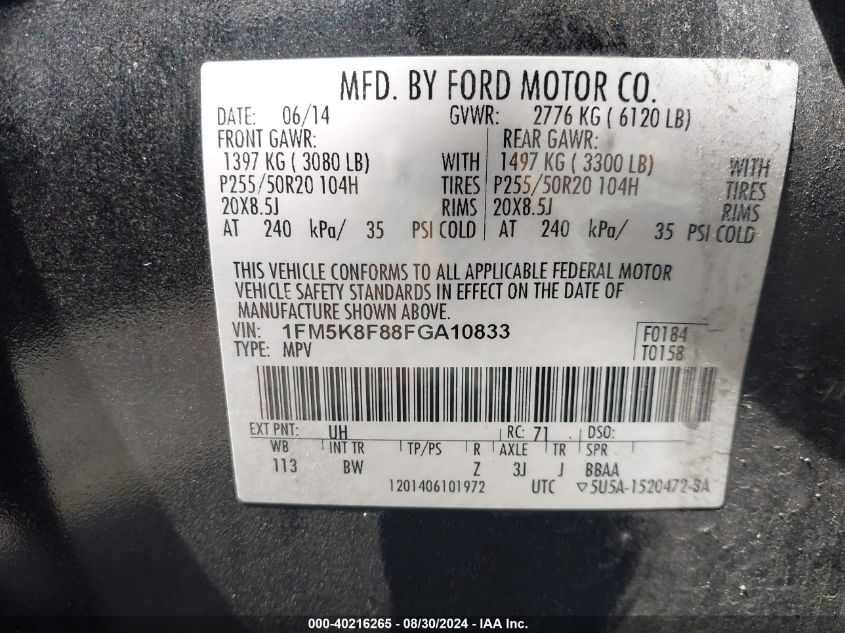 MFD. BY FORD MOTOR CO.
DATE: 06/14 GVWR: 2776 KG ( 6120 LB)
FRONT GAWR: REAR GAWR:
1397 KG ( 3080 LB) WITH 1497 KG ( 3300 LB) WITH
P255/50R20 104H TIRES P255/50R20 104H TIRES
20X8.5J RIMS 20X8.5J RIMS
AT 240 kPa/ 35 PSI COLD AT 240 kPa/ 35 PSI COLD
THIS VEHICLE CONFORMS TO ALL APPLICABLE FEDERAL MOTOR
VEHICLE SAFETY STANDARDS IN EFFECT ON THE DATE OF
MANUFACTURE SHOWN ABOVE.
VIN: 1FM5K8F88FGA10833 F0184
TYPE: MPV T0158
EXT PNT: UH RC: 71 DSO:
WB INT TR TP/PS R AXLE TR SPR
113 BW Z 3J J BBAA
1201406101972 UTC ▽5U5A-1520472-BA
000-40216265 - 08/30/2024 - IAA Inc.